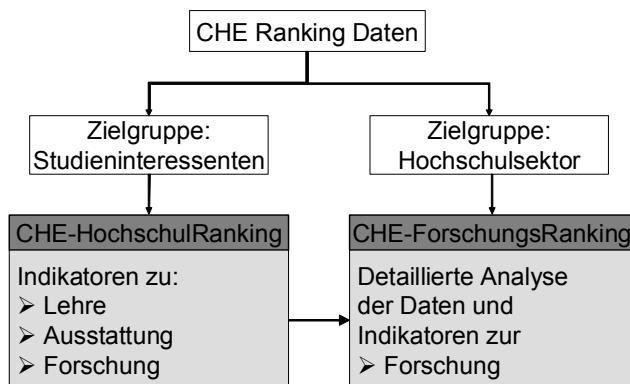 CHE Ranking Daten
Zielgruppe:
Studieninteressenten
Zielgruppe:
Hochschulsektor
CHE-HochschulRanking
Indikatoren zu:
➢ Lehre
➢ Ausstattung
➢ Forschung
CHE-ForschungsRanking
Detaillierte Analyse
der Daten und
Indikatoren zur
➢ Forschung